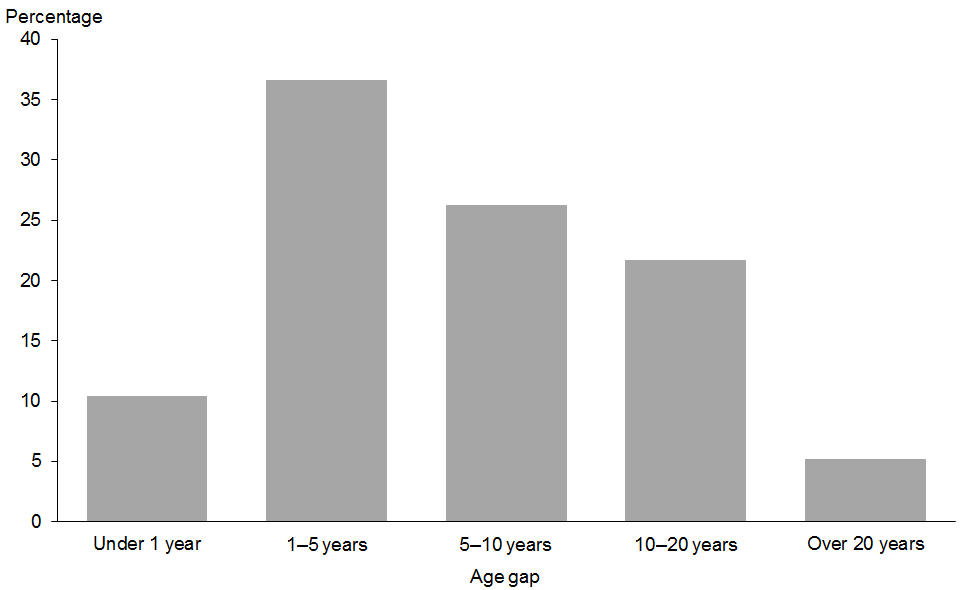 Percentage
40
35
30
25
20
15
10
5
0
Under 1 year
1–5 years
5–10 years
10–20 years
Over 20 years
Age gap